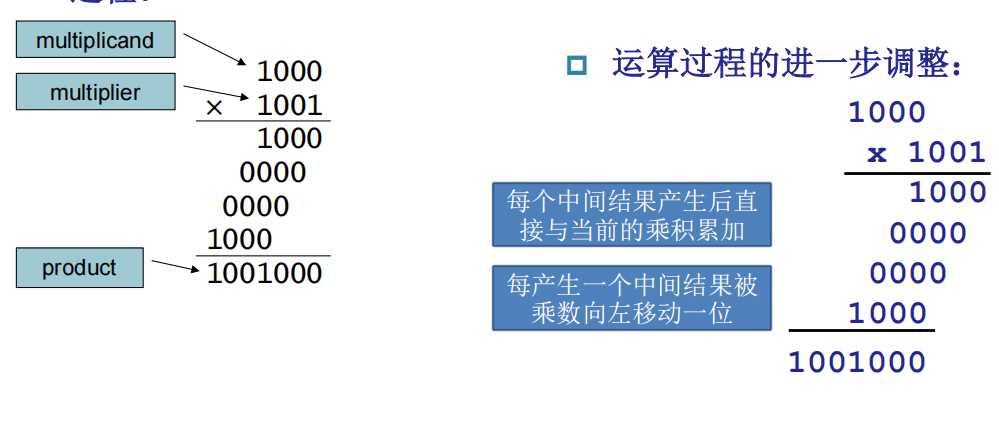 multiplicand
1000
multiplier
× 1001
1000
0000
0000
1000
product
1001000
运算过程的进一步调整：
1000
x 1001
1000
0000
0000
1000
1001000
每个中间结果产生后直
接与当前的乘积累加
每产生一个中间结果被
乘数向左移动一位